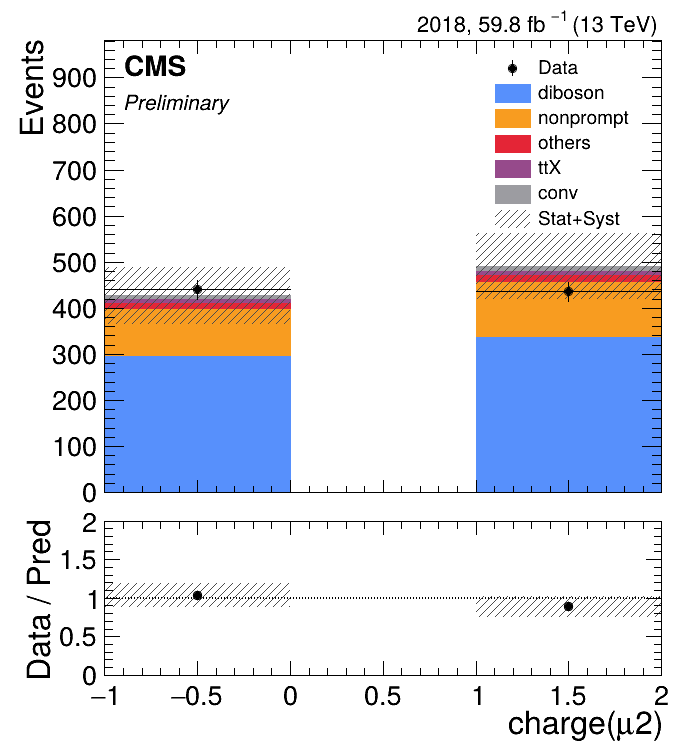 2018, 59.8 fb⁻¹ (13 TeV)
Events
CMS
Preliminary
Data
diboson
nonprompt
others
ttX
conv
Stat+Syst
900
800
700
600
500
400
300
200
100
0
Data / Pred
2
1.5
1
0.5
0
−1 −0.5 0 0.5 1 1.5 2
charge(μ2)